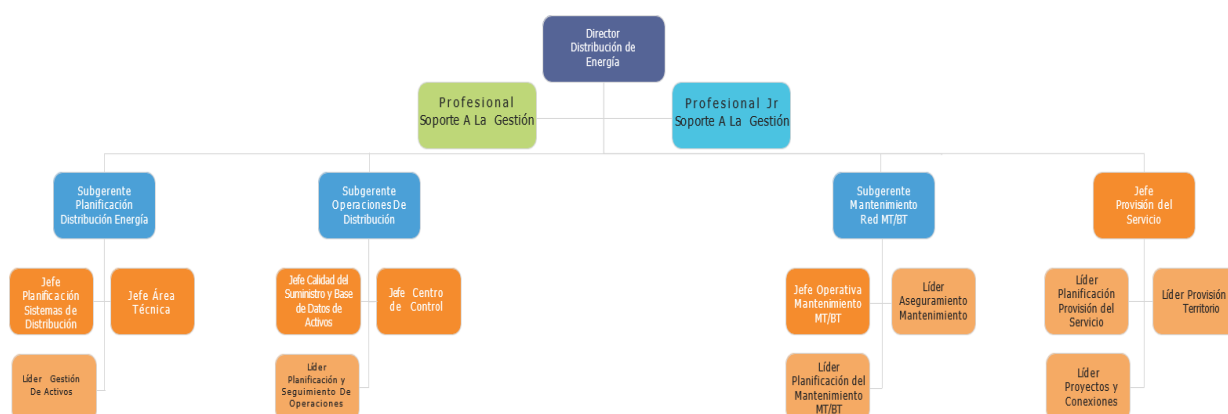 Director
Distribución de
Energía
Profesional
Soporte A La Gestión
Profesional Jr
Soporte A La Gestión
Subgerente
Planificación
Distribución Energía
Subgerente
Operaciones De
Distribución
Subgerente
Mantenimiento
Red MT/BT
Jefe
Provisión del
Servicio
Jefe
Planificación
Sistemas de
Distribución
Jefe Área
Técnica
Jefe Calidad del
Suministro y Base
de Datos de
Activos
Jefe Centro
de Control
Jefe Operativa
Mantenimiento
MT/BT
Líder
Aseguramiento
Mantenimiento
Líder
Planificación
Provisión del
Servicio
Líder Provisión
Territorio
Líder Gestión
De Activos
Líder
Planificación y
Seguimiento De
Operaciones
Líder
Planificación del
Mantenimiento
MT/BT
Líder
Proyectos y
Conexiones